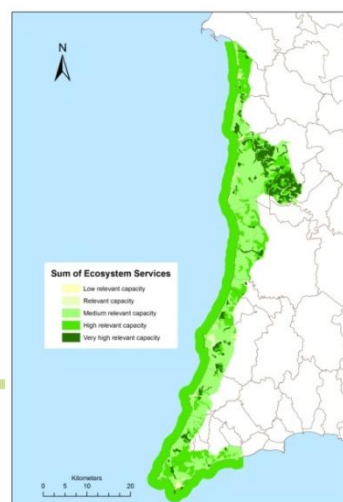 N
Sum of Ecosystem Services
Low relevant capacity
Relevant capacity
Medium relevant capacity
High relevant capacity
Very high relevant capacity
Kilometers
0 5 10 20